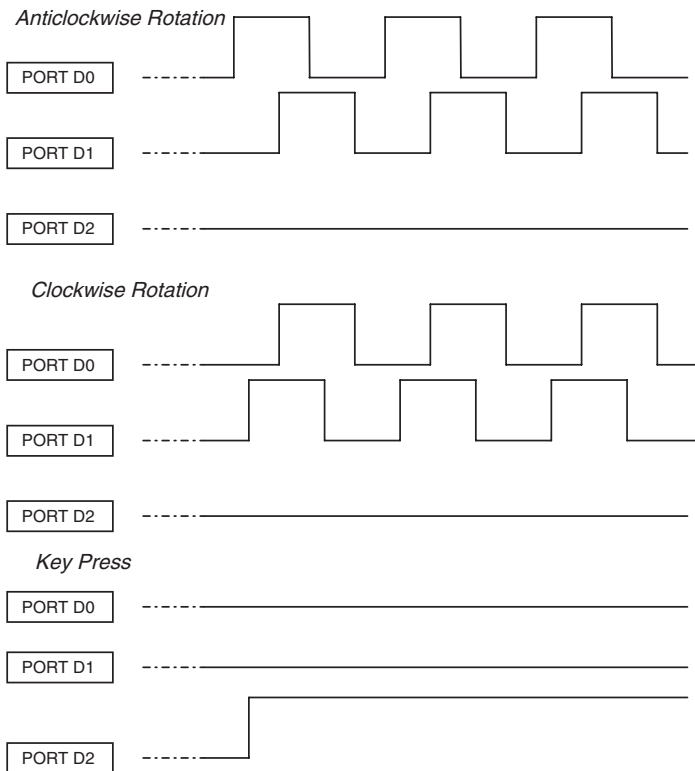 Anticlockwise Rotation
PORT D0
PORT D1
PORT D2
Clockwise Rotation
PORT D0
PORT D1
PORT D2
Key Press
PORT D0
PORT D1
PORT D2